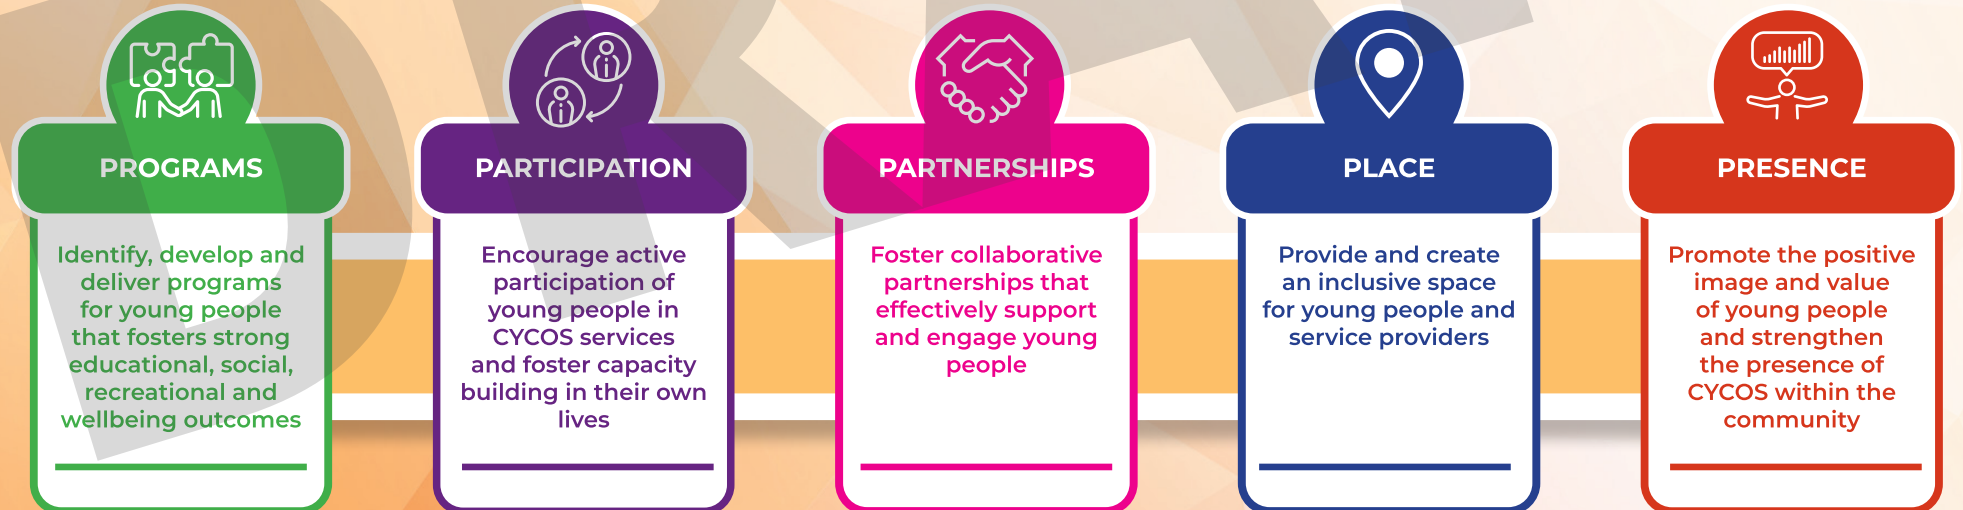 PROGRAMS
Identify, develop and
deliver programs
for young people
that fosters strong
educational, social,
recreational and
wellbeing outcomes
PARTICIPATION
Encourage active
participation of
young people in
CYCOS services
and foster capacity
building in their own
lives
PARTNERSHIPS
Foster collaborative
partnerships that
effectively support
and engage young
people
PLACE
Provide and create
an inclusive space
for young people and
service providers
PRESENCE
Promote the positive
image and value
of young people
and strengthen
the presence of
CYCOS within the
community